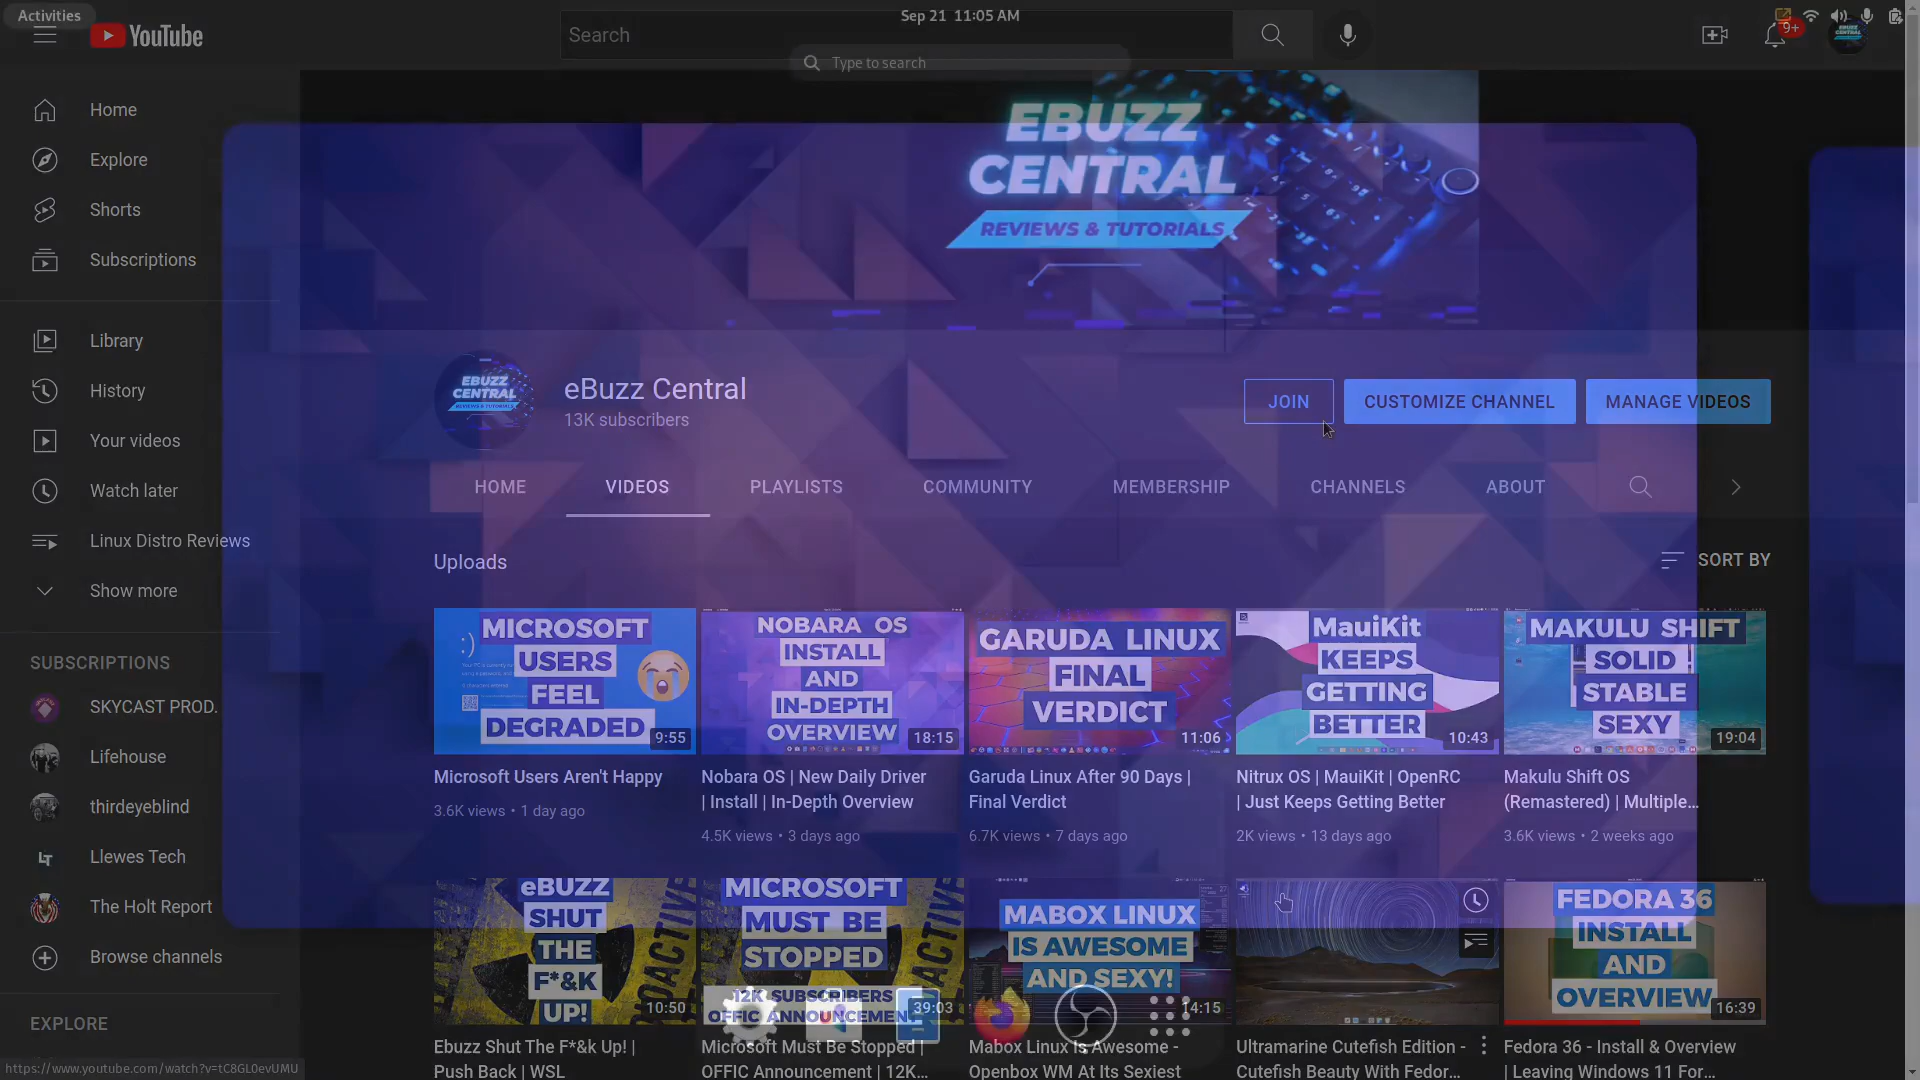 Activities
Sep 21 11:05 AM
YouTube
Search
9+
Type to search
Home
Explore
Shorts
Subscriptions
Library
History
Your videos
Watch later
Linux Distro Reviews
Show more
SUBSCRIPTIONS
SKYCAST PROD.
Lifehouse
thirdeyeblind
Llewes Tech
The Holt Report
Browse channels
EXPLORE
EBUZZ
CENTRAL
REVIEWS & TUTORIALS
EBUZZ
CENTRAL
REVIEWS & TUTORIALS
eBuzz Central
13K subscribers
JOIN
CUSTOMIZE CHANNEL
MANAGE VIDEOS
HOME
VIDEOS
PLAYLISTS
COMMUNITY
MEMBERSHIP
CHANNELS
ABOUT
Uploads
SORT BY
MICROSOFT
USERS
FEEL
DEGRADED
9:55
Microsoft Users Aren't Happy
3.6K views • 1 day ago
NOBARA OS
INSTALL
AND
IN-DEPTH
OVERVIEW
18:15
Nobara OS | New Daily Driver
| Install | In-Depth Overview
4.5K views • 3 days ago
GARUDA LINUX
FINAL
VERDICT
11:06
Garuda Linux After 90 Days |
Final Verdict
6.7K views • 7 days ago
MauiKit
KEEPS
GETTING
BETTER
10:43
Nitrux OS | MauiKit | OpenRC
| Just Keeps Getting Better
2K views • 13 days ago
MAKULU SHIFT
SOLID
STABLE
SEXY
19:04
Makulu Shift OS
(Remastered) | Multiple...
3.6K views • 2 weeks ago
eBUZZ
SHUT
THE
F*&K
UP!
10:50
Ebuzz Shut The F*&k Up! |
Push Back | WSL
MICROSOFT
MUST BE
STOPPED
12K SUBSCRIBERS
OFFIC ANNOUNCEMENT
39:03
Microsoft Must Be Stopped |
OFFIC Announcement | 12K...
MABOX LINUX
IS AWESOME
AND SEXY!
14:15
Mabox Linux Is Awesome -
Openbox WM At Its Sexiest
Ultramarine Cutefish Edition -
Cutefish Beauty With Fedor...
FEDORA 36
INSTALL
AND
OVERVIEW
16:39
Fedora 36 - Install & Overview
| Leaving Windows 11 For...
https://www.youtube.com/watch?v=tC8GL0evUMU